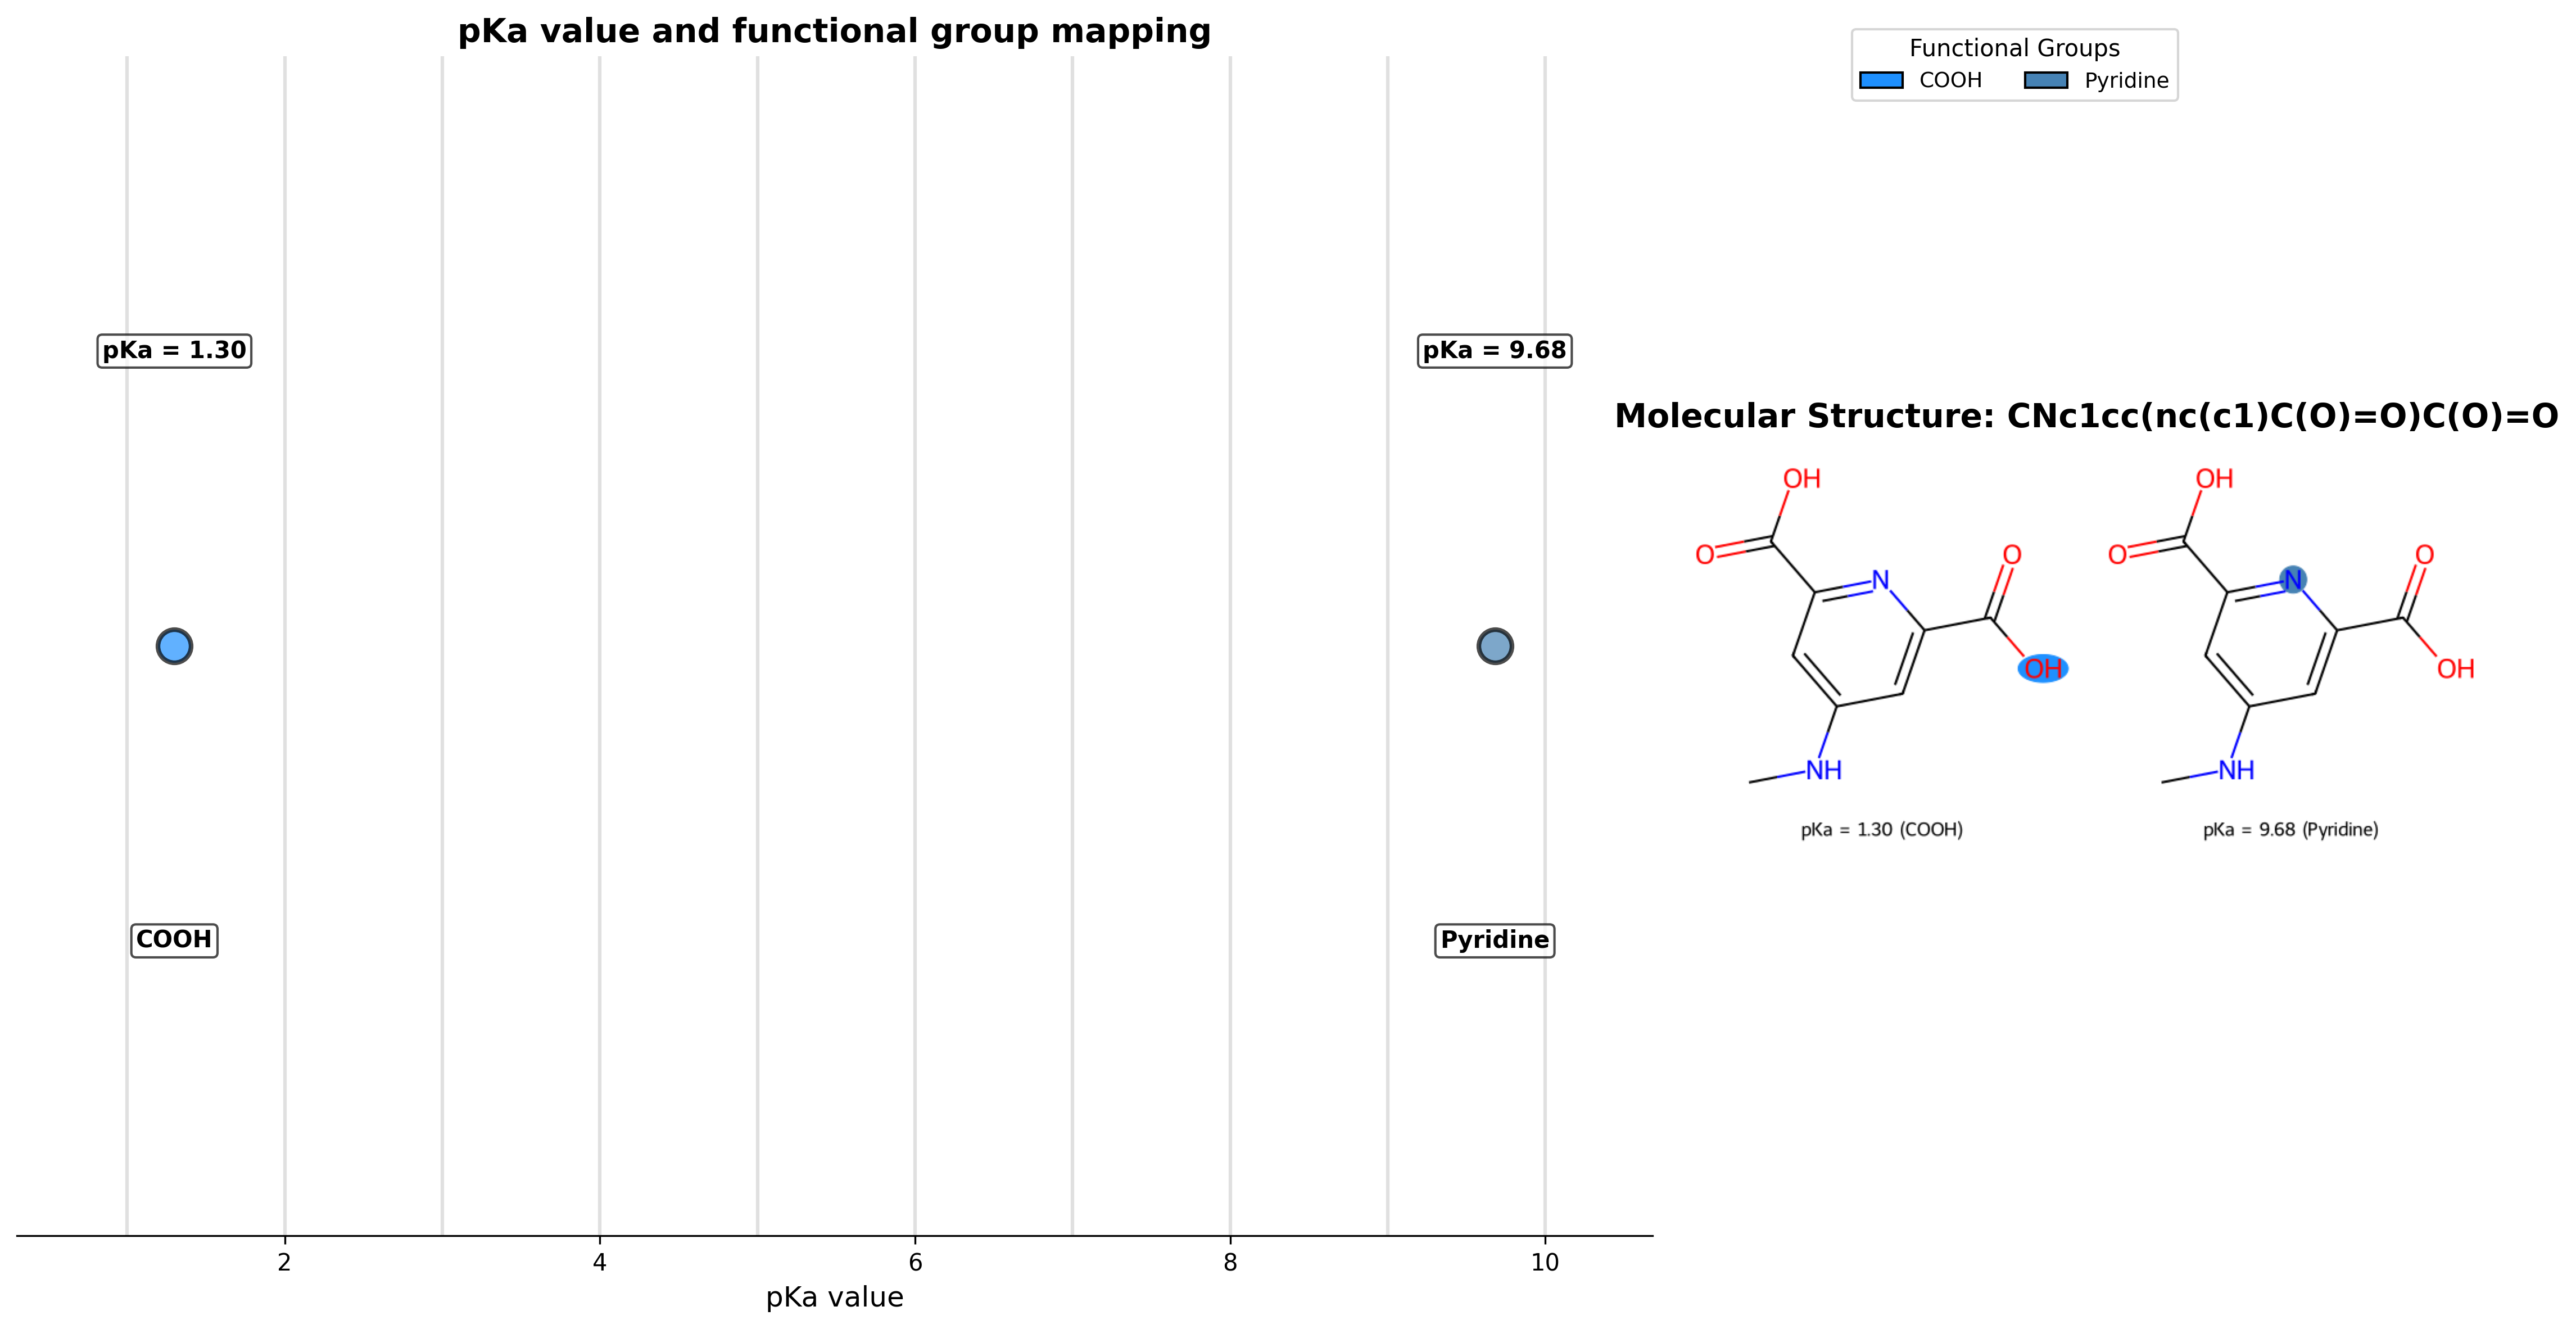 pKa value and functional group mapping
Functional Groups
COOH
Pyridine
pKa = 1.30
pKa = 9.68
COOH
Pyridine
2
4
6
8
10
pKa value
Molecular Structure: CNc1cc(nc(c1)C(O)=O)C(O)=O
OH
O
N
O
OH
NH
pKa = 1.30 (COOH)
OH
O
N
O
OH
NH
pKa = 9.68 (Pyridine)